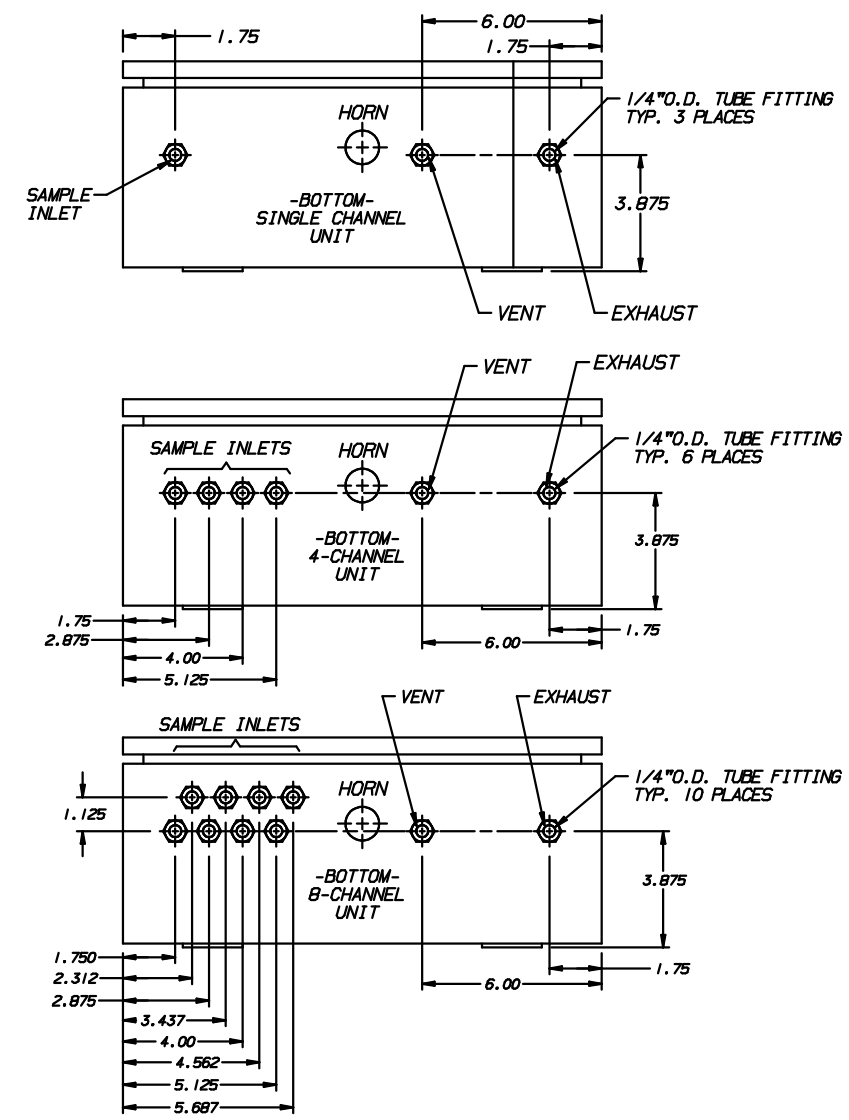 6.00
1.75
1.75
1/4"O.D. TUBE FITTING
TYP. 3 PLACES
HORN
SAMPLE
INLET
-BOTTOM-
SINGLE CHANNEL
UNIT
3.875
VENT
EXHAUST
VENT
EXHAUST
SAMPLE INLETS
HORN
1/4"O.D. TUBE FITTING
TYP. 6 PLACES
-BOTTOM-
4-CHANNEL
UNIT
3.875
1.75
2.875
4.00
5.125
6.00
1.75
VENT
EXHAUST
SAMPLE INLETS
HORN
1/4"O.D. TUBE FITTING
TYP. 10 PLACES
1.125
-BOTTOM-
8-CHANNEL
UNIT
3.875
1.750
2.312
2.875
3.437
4.00
4.562
5.125
5.687
6.00
1.75